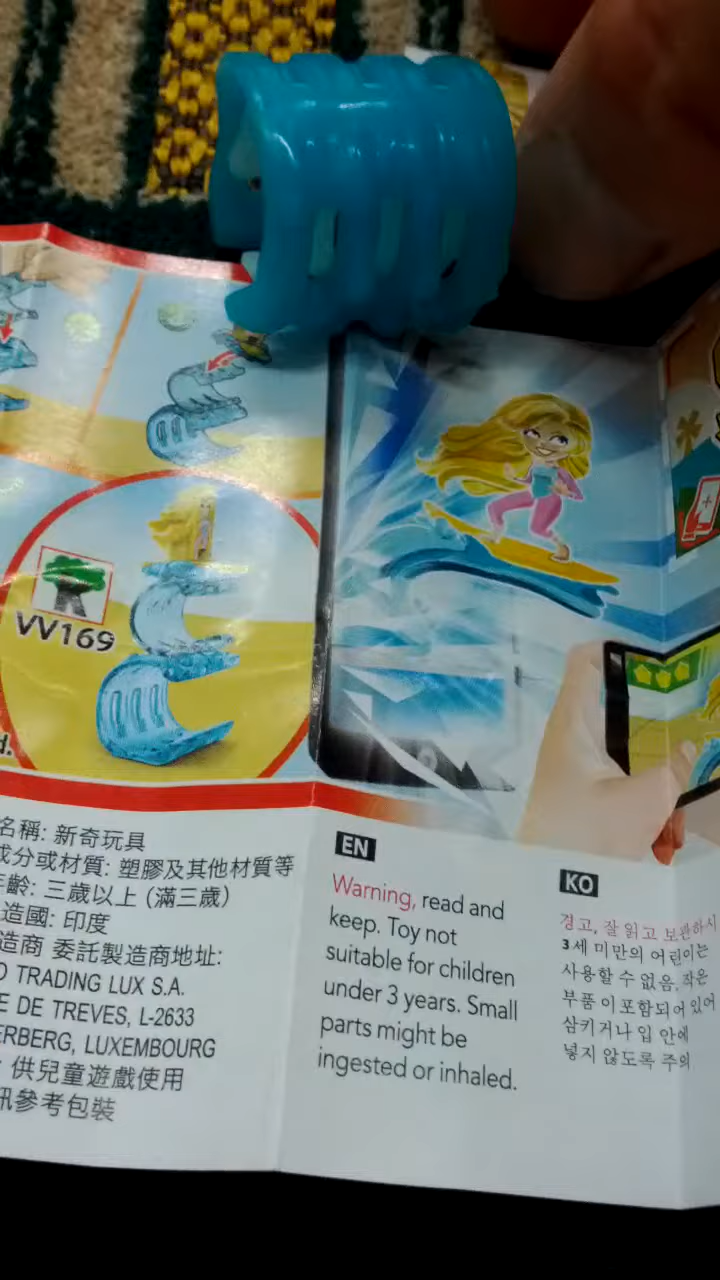 VV169
d.
名稱: 新奇玩具
成分或材質: 塑膠及其他材質等
年齡: 三歲以上 (滿三歲)
造國: 印度
造商 委託製造商地址:
O TRADING LUX S.A.
E DE TREVES, L-2633
ERBERG, LUXEMBOURG
: 供兒童遊戲使用
訊參考包裝
EN
Warning, read and
keep. Toy not
suitable for children
under 3 years. Small
parts might be
ingested or inhaled.
KO
경고, 잘 읽고 보관하시
3세 미만의 어린이는
사용할 수 없음. 작은
부품이 포함되어 있어
삼키거나 입 안에
넣지 않도록 주의